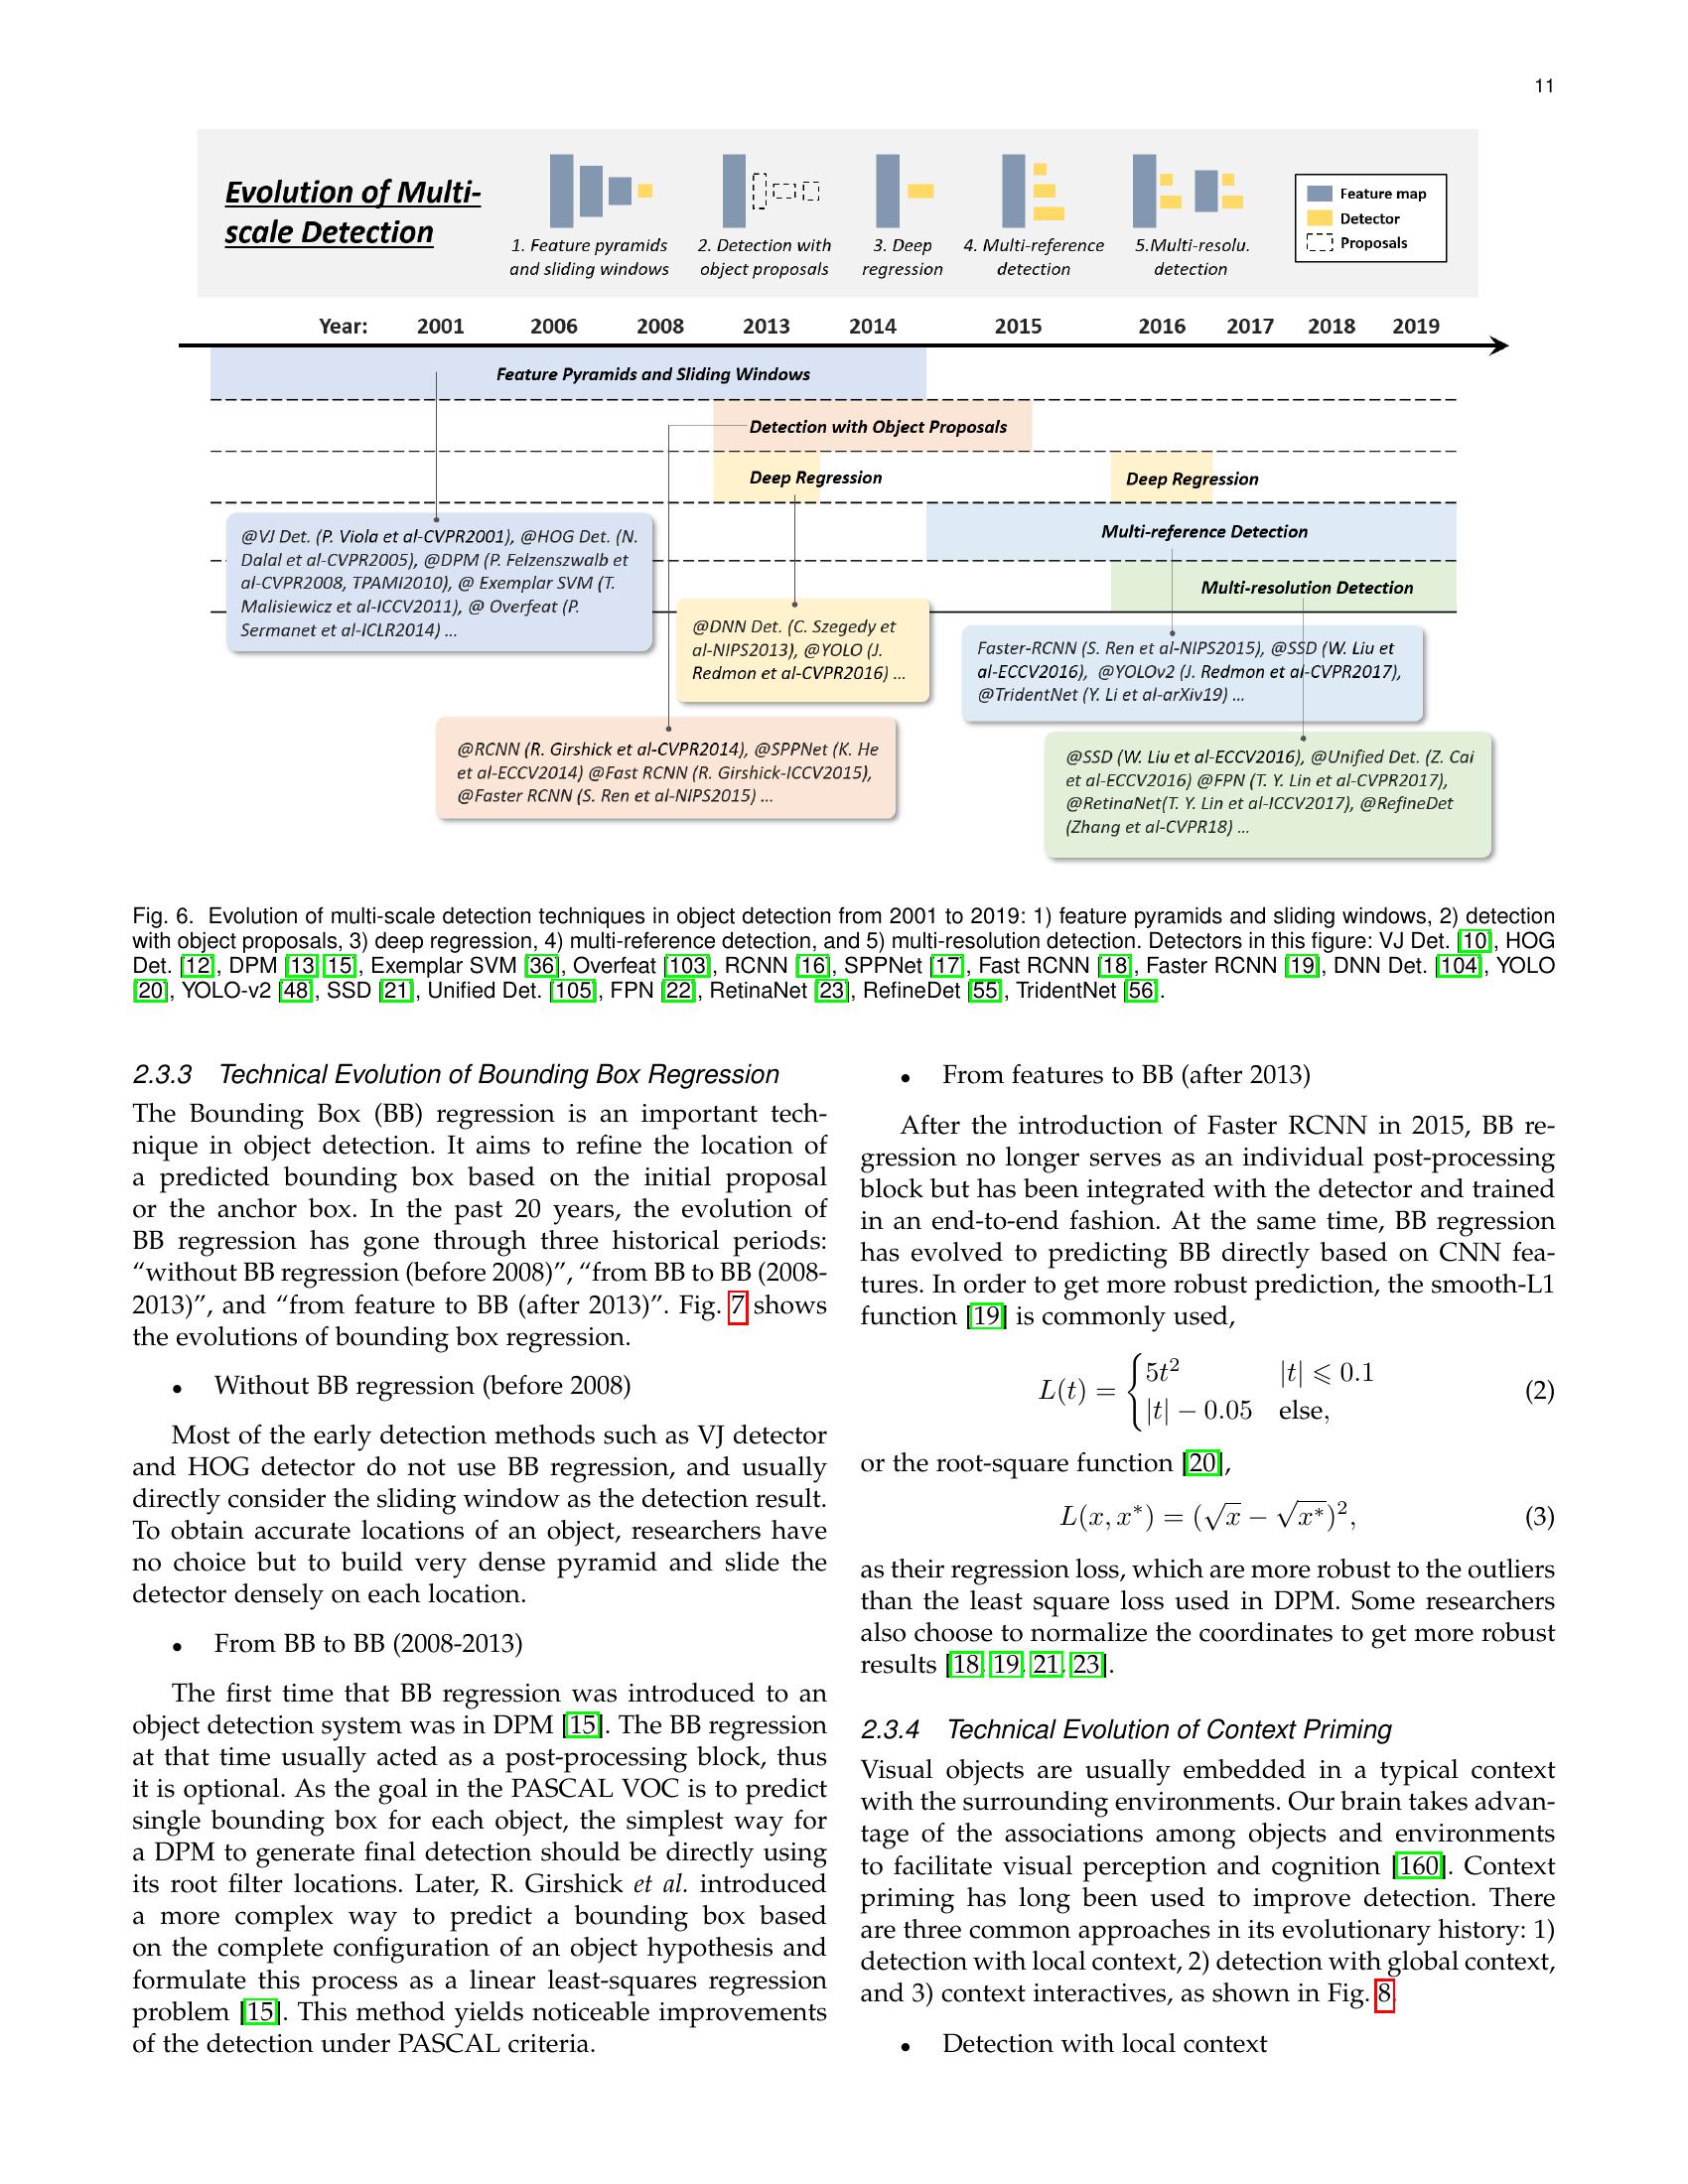 11
Evolution of Multi-
scale Detection
1. Feature pyramids
and sliding windows
2. Detection with
object proposals
3. Deep
regression
4. Multi-reference
detection
5.Multi-resolu.
detection
Feature map
Detector
Proposals
Year: 2001 2006 2008 2013 2014 2015 2016 2017 2018 2019
Feature Pyramids and Sliding Windows
Detection with Object Proposals
Deep Regression Deep Regression
Multi-reference Detection
Multi-resolution Detection
@VJ Det. (P. Viola et al-CVPR2001), @HOG Det. (N.
Dalal et al-CVPR2005), @DPM (P. Felzenszwalb et
al-CVPR2008, TPAMI2010), @ Exemplar SVM (T.
Malisiewicz et al-ICCV2011), @ Overfeat (P.
Sermanet et al-ICLR2014) ...
@DNN Det. (C. Szegedy et
al-NIPS2013), @YOLO (J.
Redmon et al-CVPR2016) ...
Faster-RCNN (S. Ren et al-NIPS2015), @SSD (W. Liu et
al-ECCV2016), @YOLOv2 (J. Redmon et al-CVPR2017),
@TridentNet (Y. Li et al-arXiv19) ...
@RCNN (R. Girshick et al-CVPR2014), @SPPNet (K. He
et al-ECCV2014) @Fast RCNN (R. Girshick-ICCV2015),
@Faster RCNN (S. Ren et al-NIPS2015) ...
@SSD (W. Liu et al-ECCV2016), @Unified Det. (Z. Cai
et al-ECCV2016) @FPN (T. Y. Lin et al-CVPR2017),
@RetinaNet(T. Y. Lin et al-ICCV2017), @RefineDet
(Zhang et al-CVPR18) ...
Fig. 6. Evolution of multi-scale detection techniques in object detection from 2001 to 2019: 1) feature pyramids and sliding windows, 2) detection
with object proposals, 3) deep regression, 4) multi-reference detection, and 5) multi-resolution detection. Detectors in this figure: VJ Det. [10], HOG
Det. [12], DPM [13, 15], Exemplar SVM [36], Overfeat [103], RCNN [16], SPPNet [17], Fast RCNN [18], Faster RCNN [19], DNN Det. [104], YOLO
[20], YOLO-v2 [48], SSD [21], Unified Det. [105], FPN [22], RetinaNet [23], RefineDet [55], TridentNet [56].
2.3.3 Technical Evolution of Bounding Box Regression
The Bounding Box (BB) regression is an important tech-
nique in object detection. It aims to refine the location of
a predicted bounding box based on the initial proposal
or the anchor box. In the past 20 years, the evolution of
BB regression has gone through three historical periods:
“without BB regression (before 2008)”, “from BB to BB (2008-
2013)”, and “from feature to BB (after 2013)”. Fig. 7 shows
the evolutions of bounding box regression.
• Without BB regression (before 2008)
Most of the early detection methods such as VJ detector
and HOG detector do not use BB regression, and usually
directly consider the sliding window as the detection result.
To obtain accurate locations of an object, researchers have
no choice but to build very dense pyramid and slide the
detector densely on each location.
• From BB to BB (2008-2013)
The first time that BB regression was introduced to an
object detection system was in DPM [15]. The BB regression
at that time usually acted as a post-processing block, thus
it is optional. As the goal in the PASCAL VOC is to predict
single bounding box for each object, the simplest way for
a DPM to generate final detection should be directly using
its root filter locations. Later, R. Girshick et al. introduced
a more complex way to predict a bounding box based
on the complete configuration of an object hypothesis and
formulate this process as a linear least-squares regression
problem [15]. This method yields noticeable improvements
of the detection under PASCAL criteria.
• From features to BB (after 2013)
After the introduction of Faster RCNN in 2015, BB re-
gression no longer serves as an individual post-processing
block but has been integrated with the detector and trained
in an end-to-end fashion. At the same time, BB regression
has evolved to predicting BB directly based on CNN fea-
tures. In order to get more robust prediction, the smooth-L1
function [19] is commonly used,
L(t) = { 5t² |t| ⩽ 0.1
|t| − 0.05 else, (2)
or the root-square function [20],
L(x, x*) = (√x − √x*)², (3)
as their regression loss, which are more robust to the outliers
than the least square loss used in DPM. Some researchers
also choose to normalize the coordinates to get more robust
results [18, 19, 21, 23].
2.3.4 Technical Evolution of Context Priming
Visual objects are usually embedded in a typical context
with the surrounding environments. Our brain takes advan-
tage of the associations among objects and environments
to facilitate visual perception and cognition [160]. Context
priming has long been used to improve detection. There
are three common approaches in its evolutionary history: 1)
detection with local context, 2) detection with global context,
and 3) context interactives, as shown in Fig. 8.
• Detection with local context